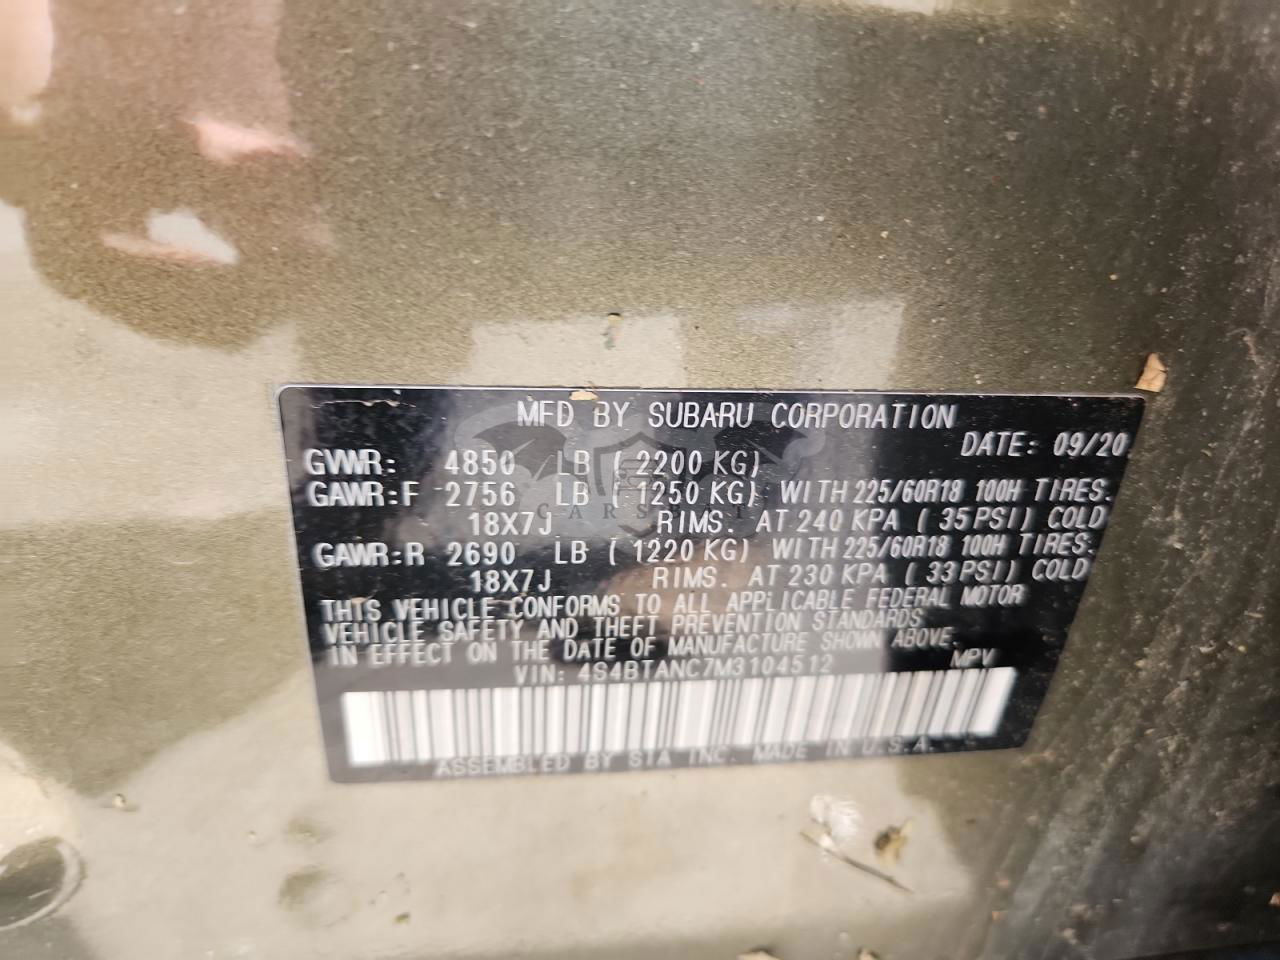 MFD BY SUBARU CORPORATION
DATE: 09/20
GVWR: 4850 LB ( 2200 KG)
GAWR:F 2756 LB ( 1250 KG) WITH 225/60R18 100H TIRES.
18X7J RIMS. AT 240 KPA ( 35 PSI) COLD
GAWR:R 2690 LB ( 1220 KG) WITH 225/60R18 100H TIRES.
18X7J RIMS. AT 230 KPA ( 33 PSI) COLD
THIS VEHICLE CONFORMS TO ALL APPLICABLE FEDERAL MOTOR
VEHICLE SAFETY AND THEFT PREVENTION STANDARDS
IN EFFECT ON THE DATE OF MANUFACTURE SHOWN ABOVE.
VIN: 4S4BTANC7M3104512 MPV
ASSEMBLED BY SIA INC. MADE IN U.S.A.